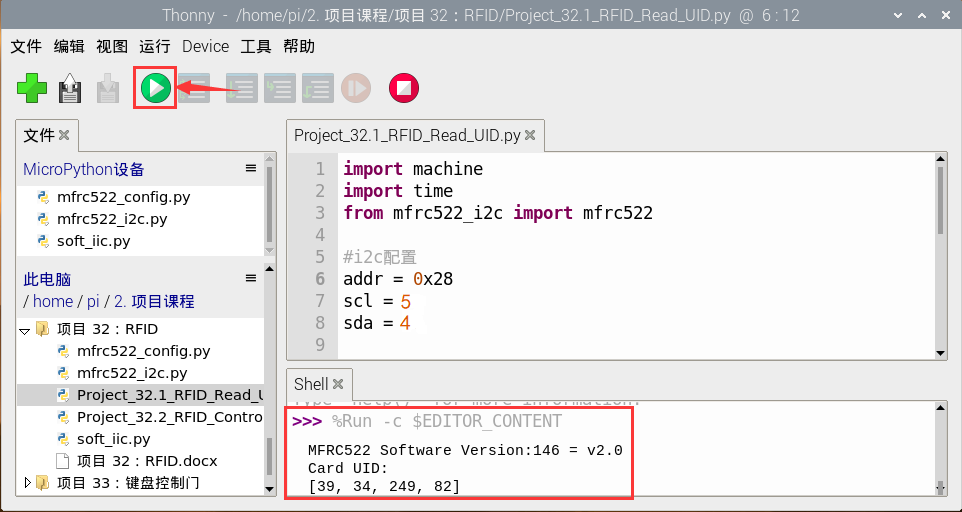 Thonny - /home/pi/2. 项目课程/项目 32：RFID/Project_32.1_RFID_Read_UID.py @ 6 : 12
文件 编辑 视图 运行 Device 工具 帮助
文件
MicroPython设备
mfrc522_config.py
mfrc522_i2c.py
soft_iic.py
此电脑
/ home / pi / 2. 项目课程
项目 32：RFID
mfrc522_config.py
mfrc522_i2c.py
Project_32.1_RFID_Read_U
Project_32.2_RFID_Contro
soft_iic.py
项目 32：RFID.docx
项目 33：键盘控制门
Project_32.1_RFID_Read_UID.py
1 import machine
2 import time
3 from mfrc522_i2c import mfrc522
4
5 #i2c配置
6 addr = 0x28
7 scl = 5
8 sda = 4
9
Shell
Type "help()" for more information.
>>> %Run -c $EDITOR_CONTENT
MFRC522 Software Version:146 = v2.0
Card UID:
[39, 34, 249, 82]